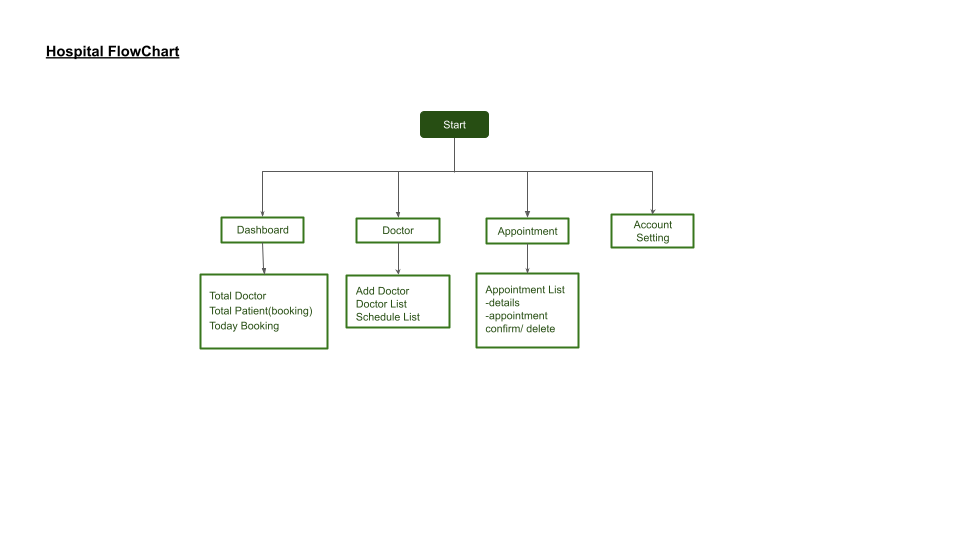 Hospital FlowChart
Start
Dashboard
Doctor
Appointment
Account
Setting
Total Doctor
Total Patient(booking)
Today Booking
Add Doctor
Doctor List
Schedule List
Appointment List
-details
-appointment
confirm/ delete